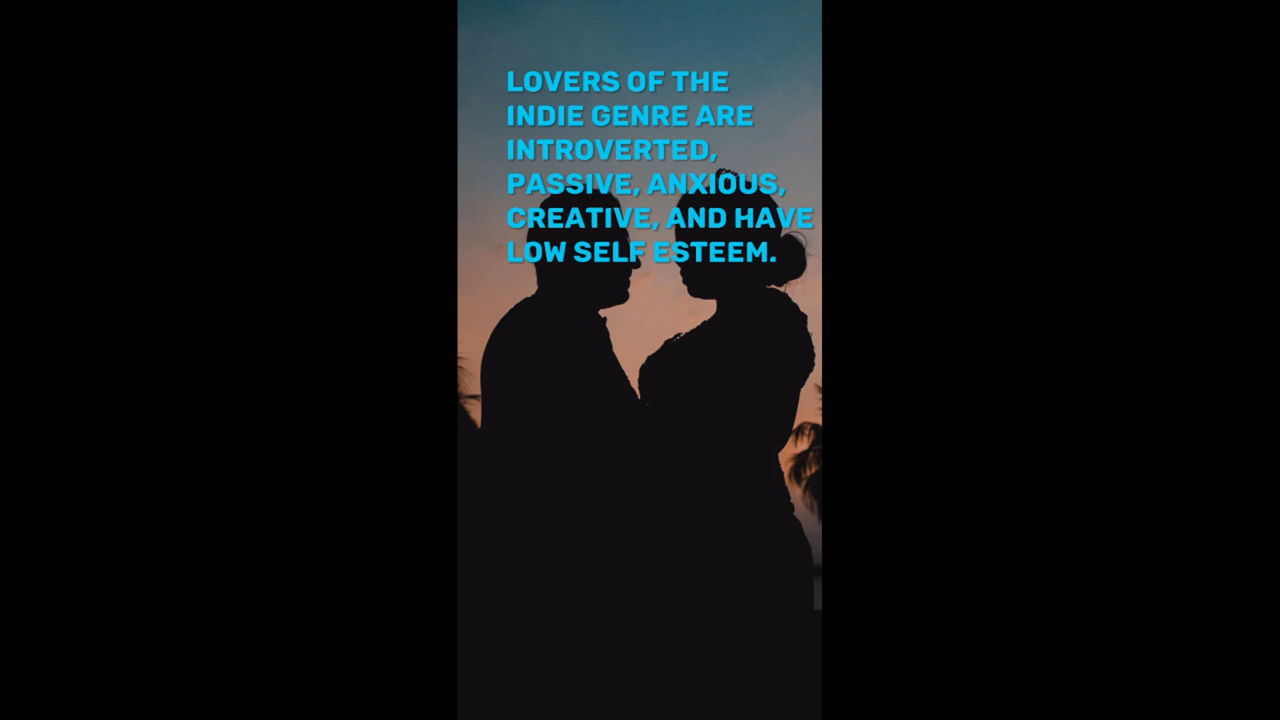 LOVERS OF THE
INDIE GENRE ARE
INTROVERTED,
PASSIVE, ANXIOUS,
CREATIVE, AND HAVE
LOW SELF ESTEEM.